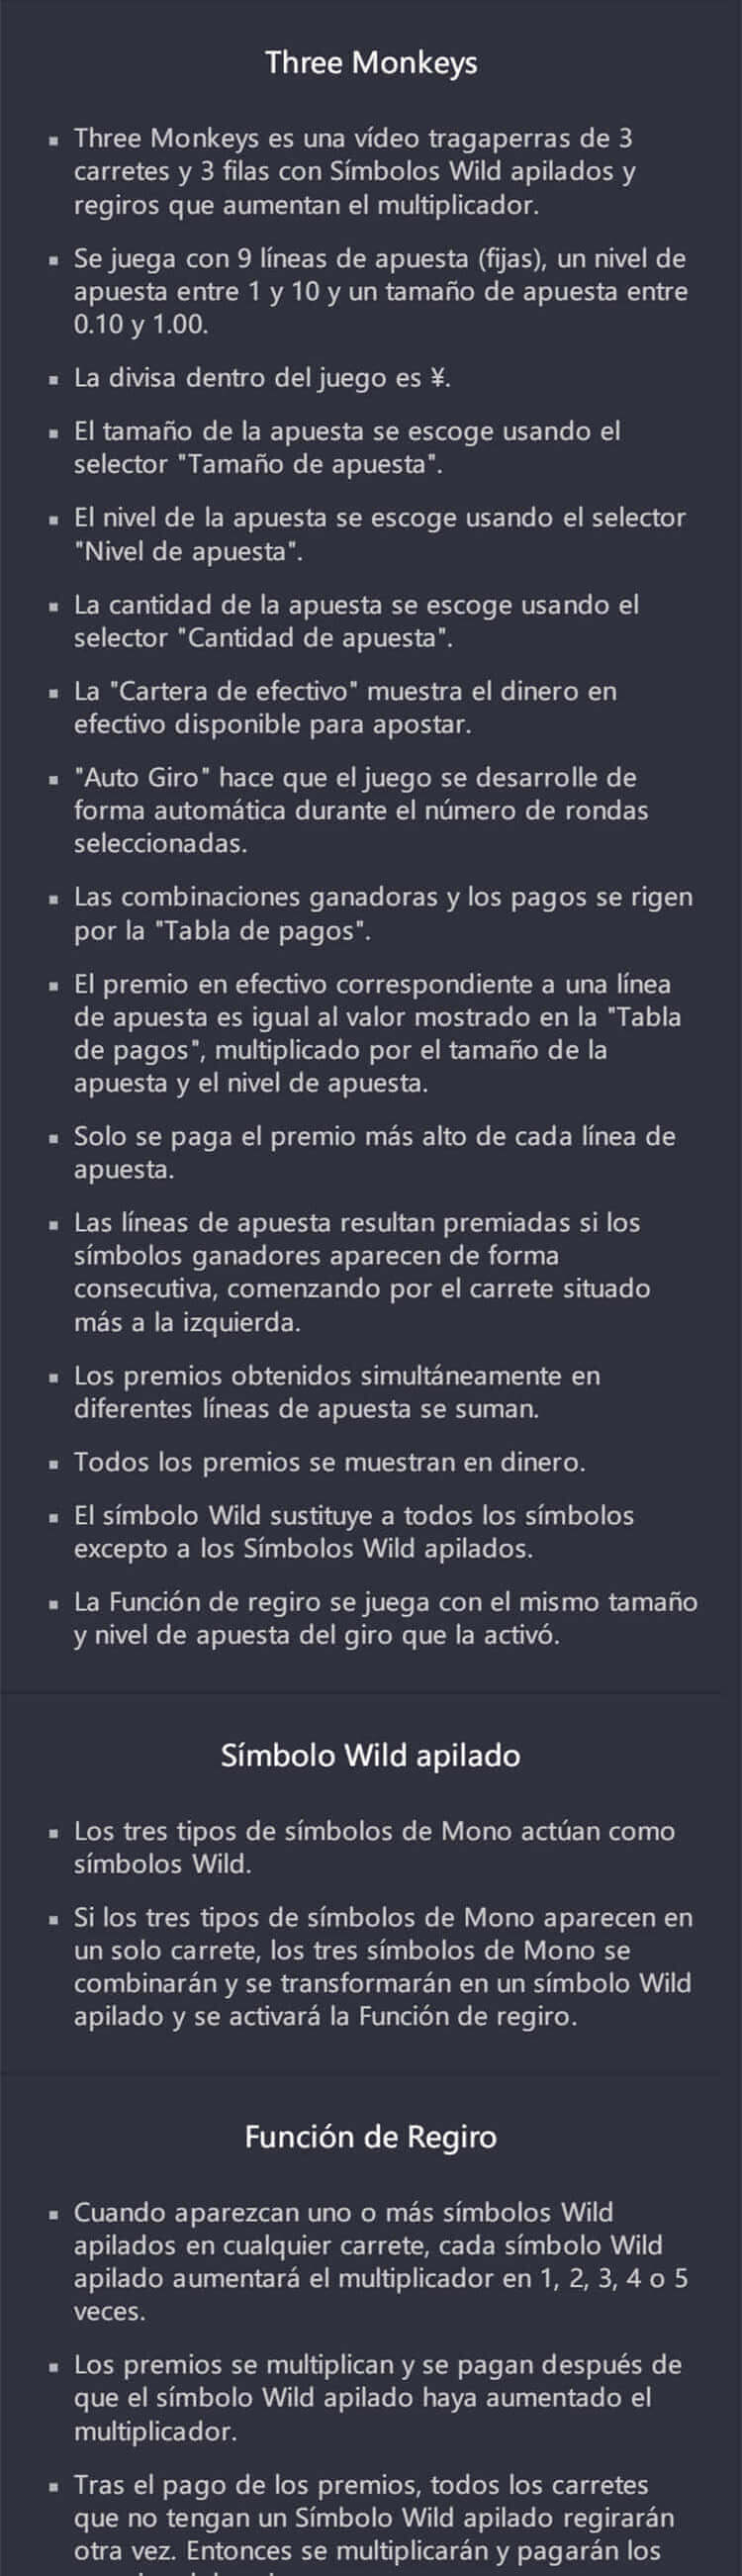 Three Monkeys
▪ Three Monkeys es una vídeo tragaperras de 3
carretes y 3 filas con Símbolos Wild apilados y
regiros que aumentan el multiplicador.
▪ Se juega con 9 líneas de apuesta (fijas), un nivel de
apuesta entre 1 y 10 y un tamaño de apuesta entre
0.10 y 1.00.
▪ La divisa dentro del juego es ¥.
▪ El tamaño de la apuesta se escoge usando el
selector "Tamaño de apuesta".
▪ El nivel de la apuesta se escoge usando el selector
"Nivel de apuesta".
▪ La cantidad de la apuesta se escoge usando el
selector "Cantidad de apuesta".
▪ La "Cartera de efectivo" muestra el dinero en
efectivo disponible para apostar.
▪ "Auto Giro" hace que el juego se desarrolle de
forma automática durante el número de rondas
seleccionadas.
▪ Las combinaciones ganadoras y los pagos se rigen
por la "Tabla de pagos".
▪ El premio en efectivo correspondiente a una línea
de apuesta es igual al valor mostrado en la "Tabla
de pagos", multiplicado por el tamaño de la
apuesta y el nivel de apuesta.
▪ Solo se paga el premio más alto de cada línea de
apuesta.
▪ Las líneas de apuesta resultan premiadas si los
símbolos ganadores aparecen de forma
consecutiva, comenzando por el carrete situado
más a la izquierda.
▪ Los premios obtenidos simultáneamente en
diferentes líneas de apuesta se suman.
▪ Todos los premios se muestran en dinero.
▪ El símbolo Wild sustituye a todos los símbolos
excepto a los Símbolos Wild apilados.
▪ La Función de regiro se juega con el mismo tamaño
y nivel de apuesta del giro que la activó.
Símbolo Wild apilado
▪ Los tres tipos de símbolos de Mono actúan como
símbolos Wild.
▪ Si los tres tipos de símbolos de Mono aparecen en
un solo carrete, los tres símbolos de Mono se
combinarán y se transformarán en un símbolo Wild
apilado y se activará la Función de regiro.
Función de Regiro
▪ Cuando aparezcan uno o más símbolos Wild
apilados en cualquier carrete, cada símbolo Wild
apilado aumentará el multiplicador en 1, 2, 3, 4 o 5
veces.
▪ Los premios se multiplican y se pagan después de
que el símbolo Wild apilado haya aumentado el
multiplicador.
▪ Tras el pago de los premios, todos los carretes
que no tengan un Símbolo Wild apilado regirarán
otra vez. Entonces se multiplicarán y pagarán los